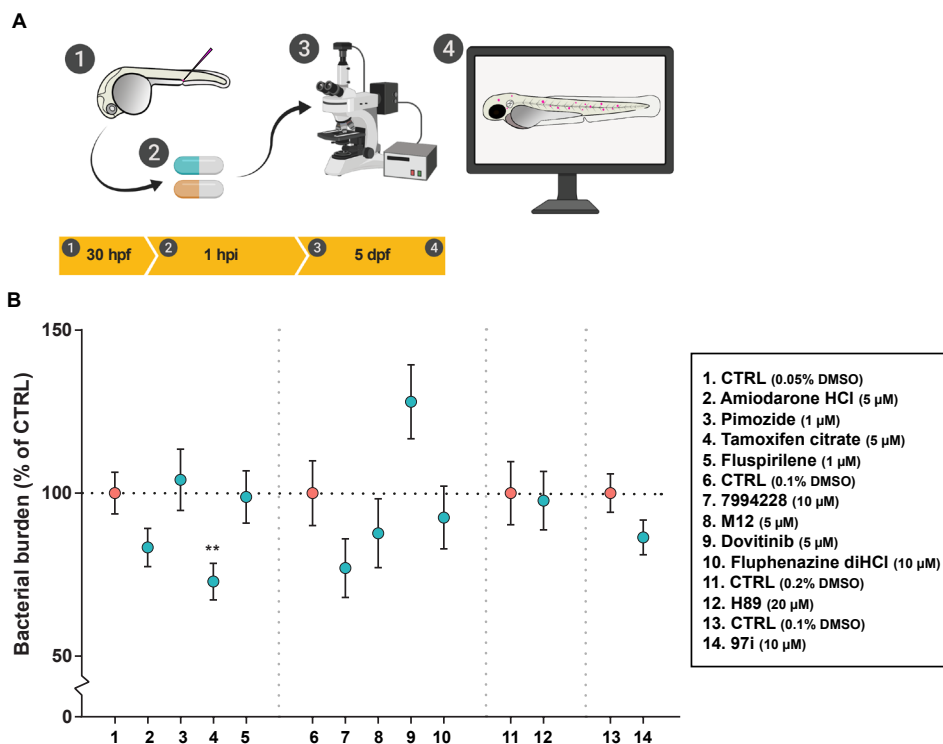 A
1
2
3
4
1 30 hpf 2 1 hpi 3 5 dpf 4
B
Bacterial burden (% of CTRL)
150
100
50
0
**
1 2 3 4 5 6 7 8 9 10 11 12 13 14
1. CTRL (0.05% DMSO)
2. Amiodarone HCl (5 µM)
3. Pimozide (1 µM)
4. Tamoxifen citrate (5 µM)
5. Fluspirilene (1 µM)
6. CTRL (0.1% DMSO)
7. 7994228 (10 µM)
8. M12 (5 µM)
9. Dovitinib (5 µM)
10. Fluphenazine diHCl (10 µM)
11. CTRL (0.2% DMSO)
12. H89 (20 µM)
13. CTRL (0.1% DMSO)
14. 97i (10 µM)